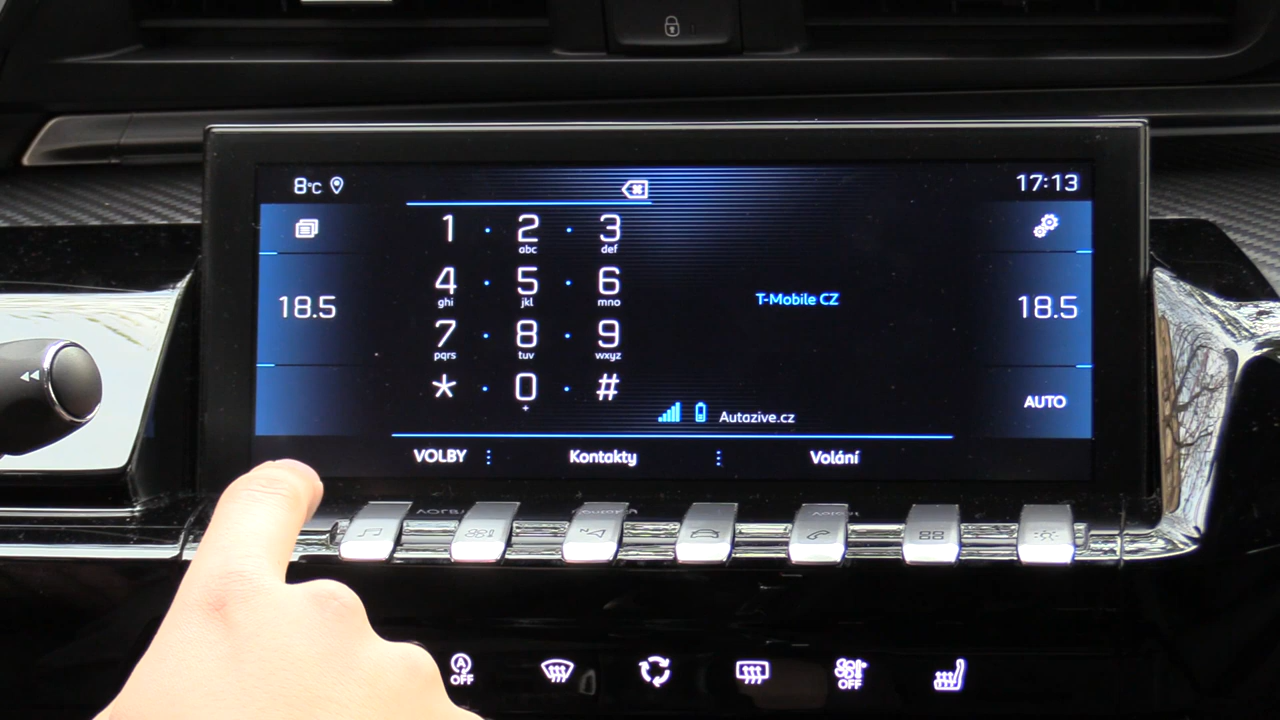 8°C
17:13
1 2 3
abc def
4 5 6
ghi jkl mno
7 8 9
pqrs tuv wxyz
* 0 #
+
18.5
T-Mobile CZ
18.5
AUTO
Autazive.cz
VOLBY Kontakty Volání
A
OFF
OFF